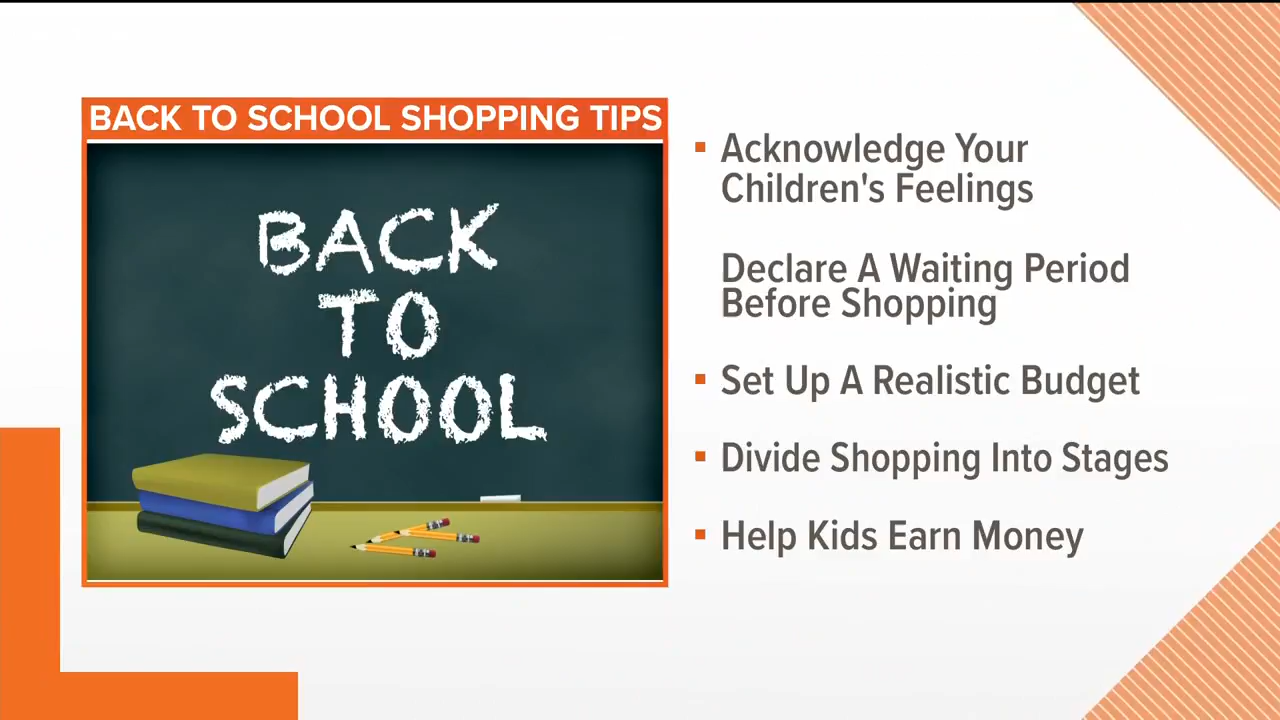 BACK TO SCHOOL SHOPPING TIPS
BACK
TO
SCHOOL
Acknowledge Your
Children's Feelings
Declare A Waiting Period
Before Shopping
Set Up A Realistic Budget
Divide Shopping Into Stages
Help Kids Earn Money